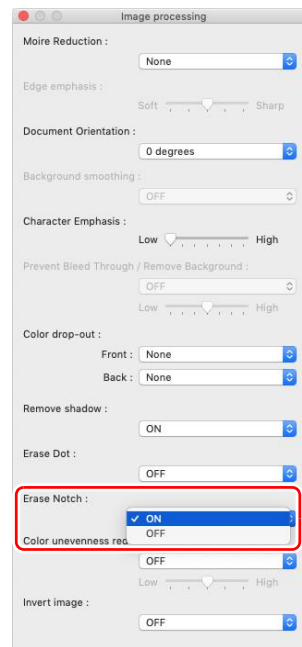 Image processing
Moire Reduction :
None
Edge emphasis :
Soft Sharp
Document Orientation :
0 degrees
Background smoothing :
OFF
Character Emphasis :
Low High
Prevent Bleed Through / Remove Background :
OFF
Low High
Color drop-out :
Front : None
Back : None
Remove shadow :
ON
Erase Dot :
OFF
Erase Notch :
✓ ON
OFF
Color unevenness red
OFF
Low High
Invert image :
OFF